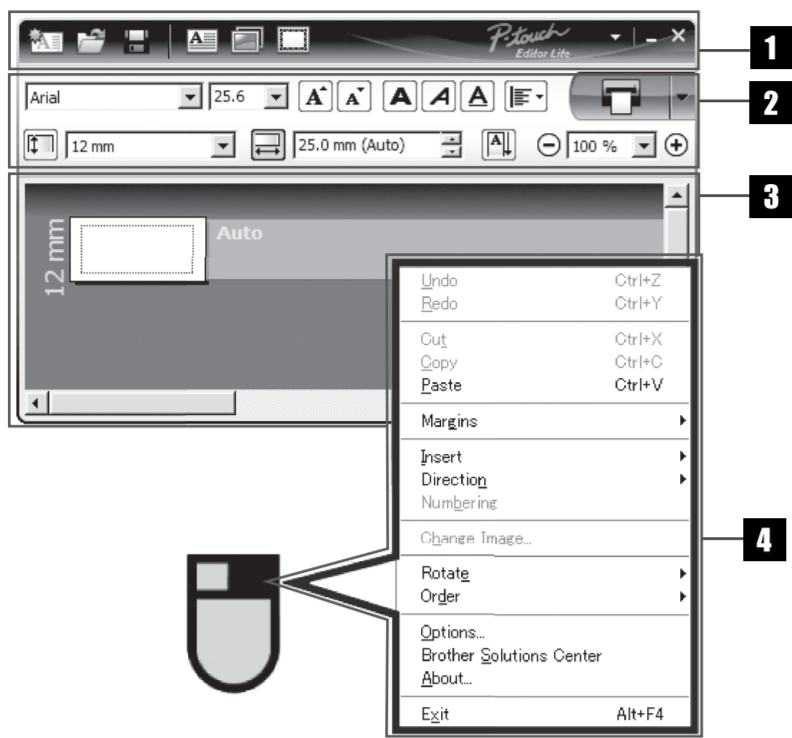 P-touch
Editor Lite
1
Arial 25.6 A A A A A
2
12 mm 25.0 mm (Auto) A 100 %
3
12 mm
Auto
Undo Ctrl+Z
Redo Ctrl+Y
Cut Ctrl+X
Copy Ctrl+C
Paste Ctrl+V
Margins
Insert
Direction
Numbering
4
Change Image...
Rotate
Order
Options...
Brother Solutions Center
About...
Exit Alt+F4